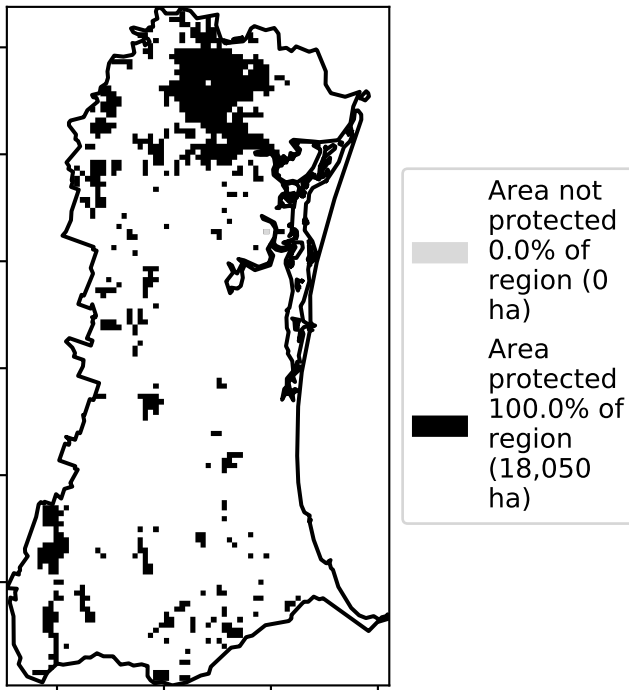 Area not
protected
0.0% of
region (0
ha)
Area
protected
100.0% of
region
(18,050
ha)